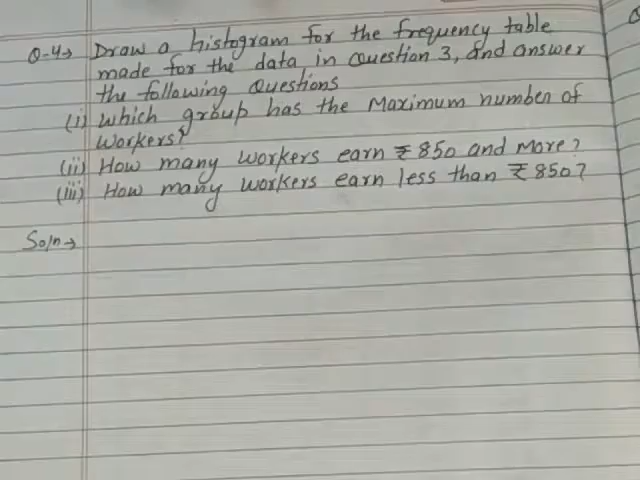 Q-4→ Draw a histogram for the frequency table
made for the data in Question 3, and answer
the following Questions
(i) which group has the Maximum number of
workers?
(ii) How many workers earn ₹ 850 and more?
(iii) How many workers earn less than ₹ 850?
Soln→